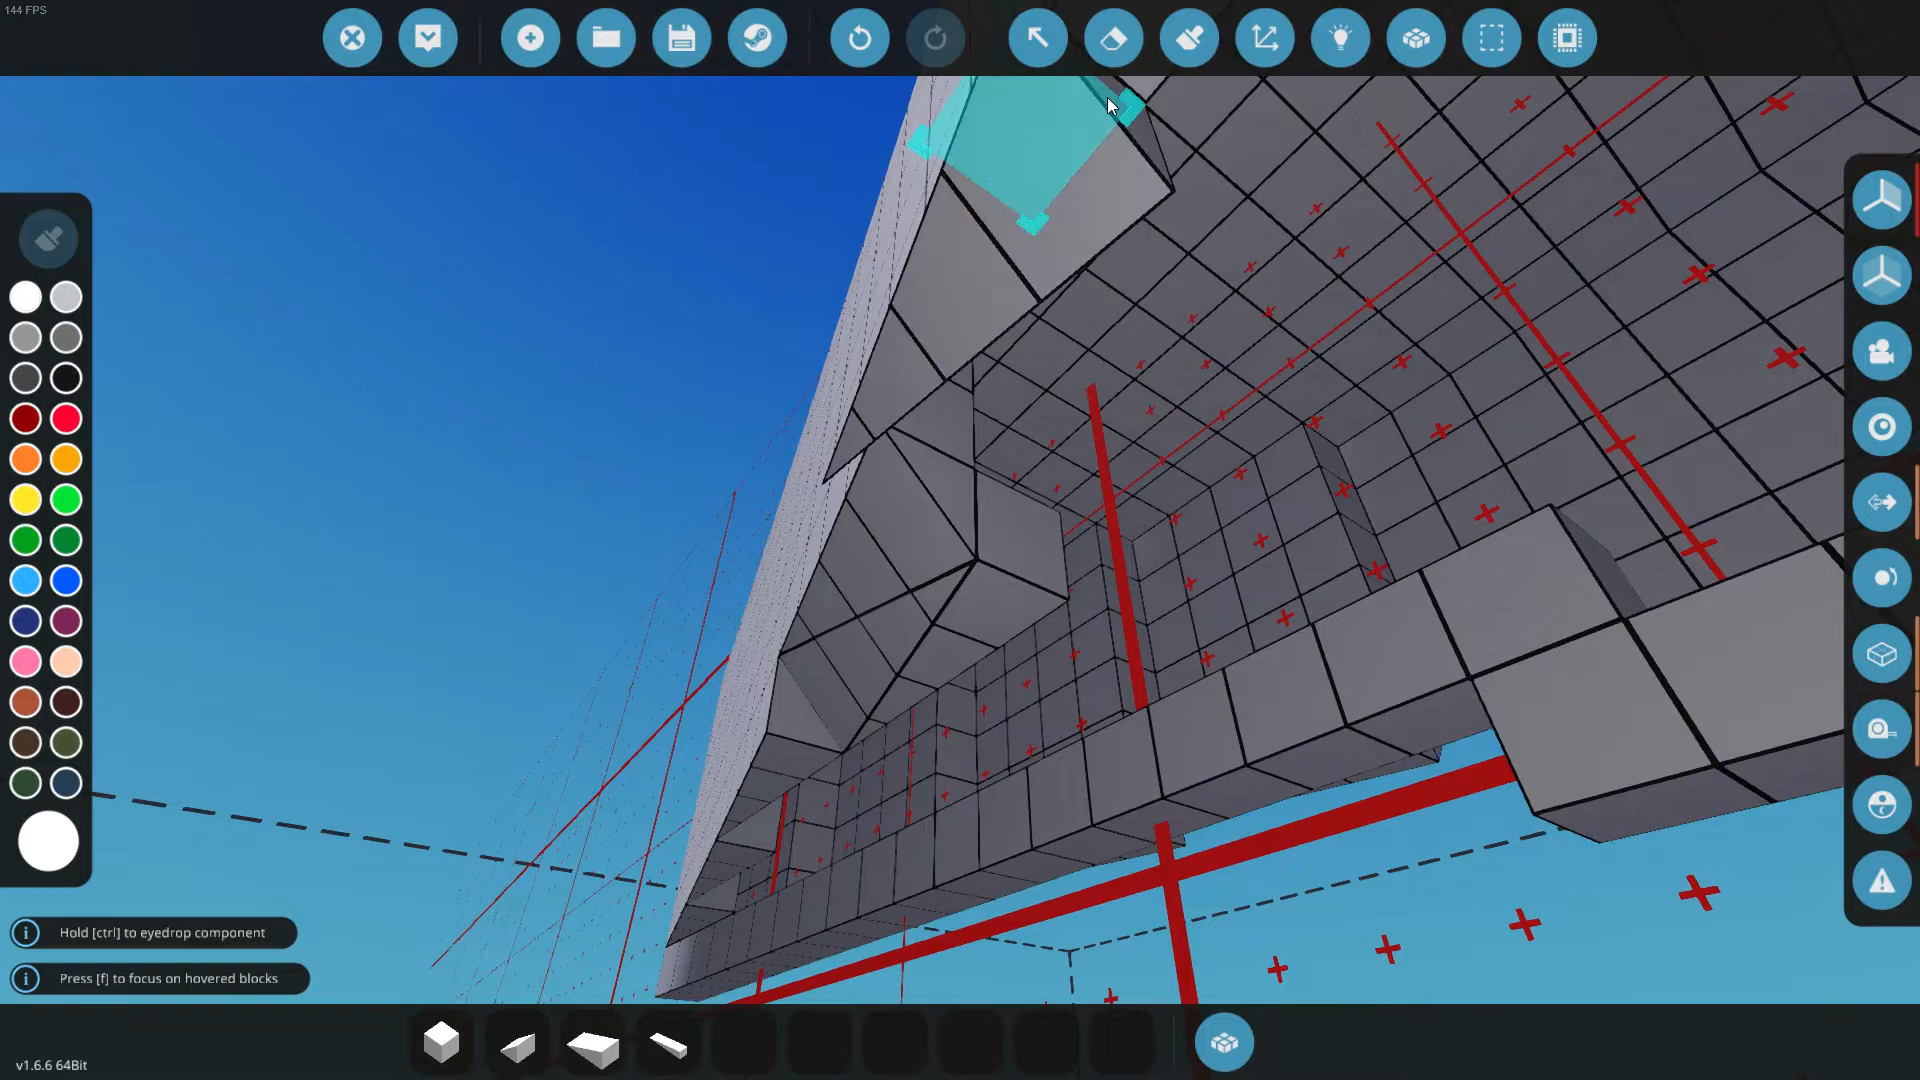 144 FPS
Hold [ctrl] to eyedrop component
Press [f] to focus on hovered blocks
v1.6.6 64Bit